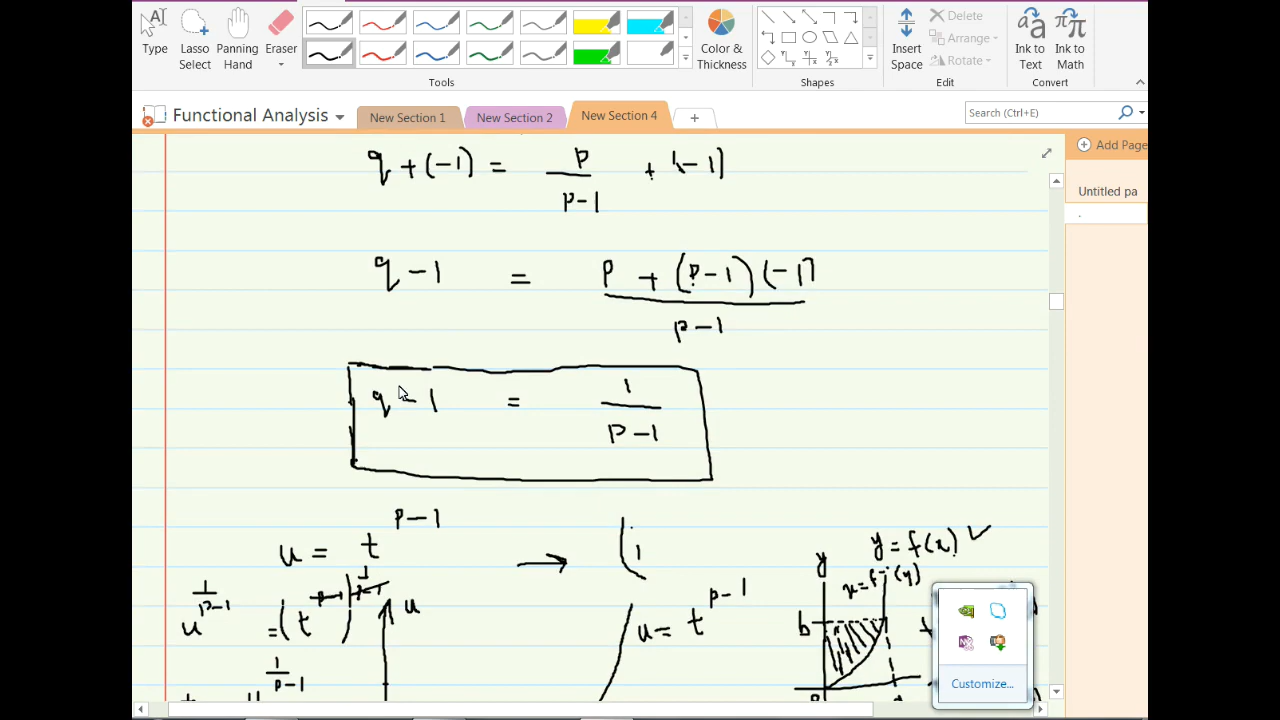 Type
Lasso Select
Panning Hand
Eraser
Color & Thickness
Insert Space
Delete
Arrange
Rotate
Ink to Text
Ink to Math
Tools
Shapes
Edit
Convert
Functional Analysis
New Section 1
New Section 2
New Section 4
+
Search (Ctrl+E)
Add Page
Untitled pa
.
q + (-1) = p / (p-1) + (-1)
q - 1 = (p + (p-1)(-1)) / (p-1)
q - 1 = 1 / (p-1)
u = t^(p-1) → (i
y = f(x) ✓
y
u
u = t^(p-1)
b
Customize...